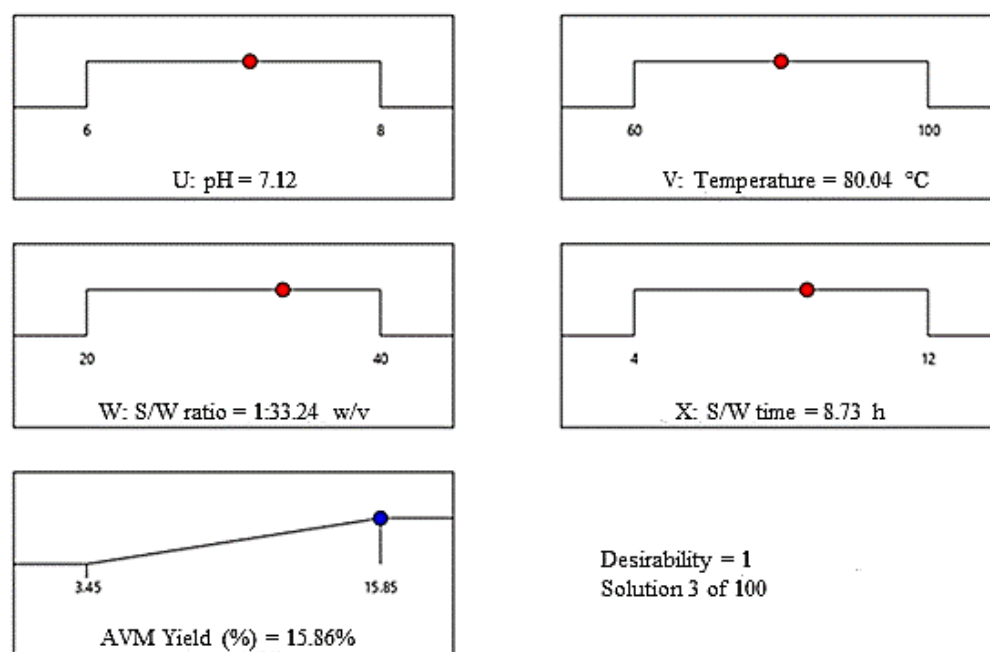 6 8
U: pH = 7.12
60 100
V: Temperature = 80.04 °C
20 40
W: S/W ratio = 1:33.24 w/v
4 12
X: S/W time = 8.73 h
3.45 15.85
AVM Yield (%) = 15.86%
Desirability = 1
Solution 3 of 100